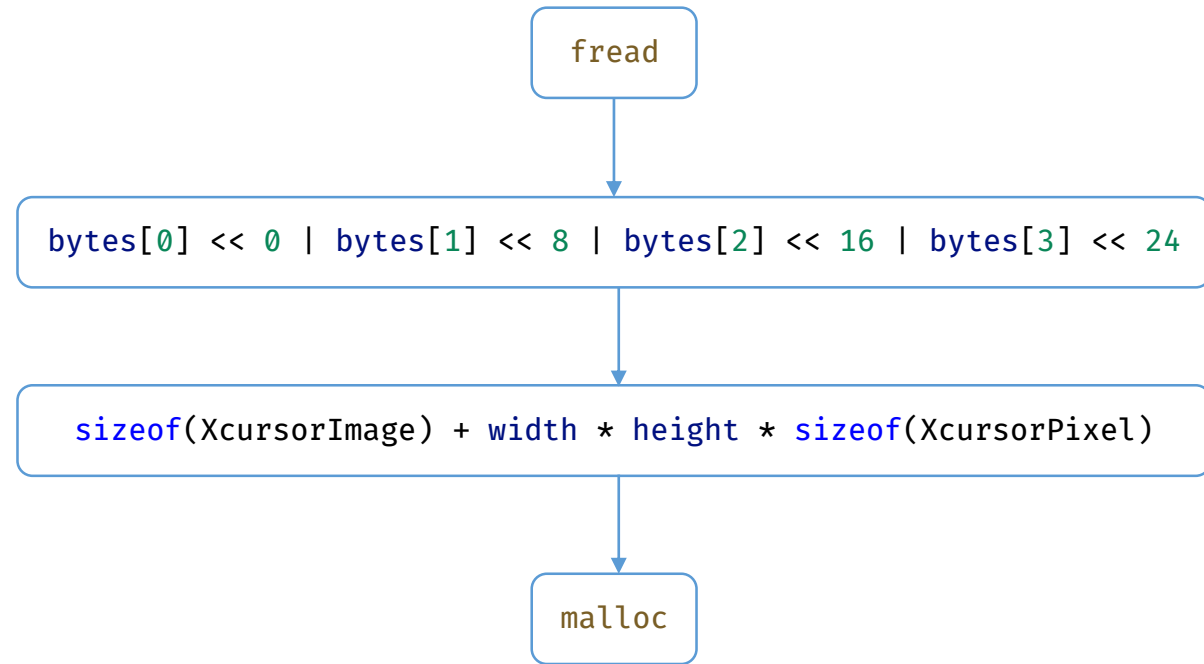 fread
bytes[0] << 0 | bytes[1] << 8 | bytes[2] << 16 | bytes[3] << 24
sizeof(XcursorImage) + width * height * sizeof(XcursorPixel)
malloc